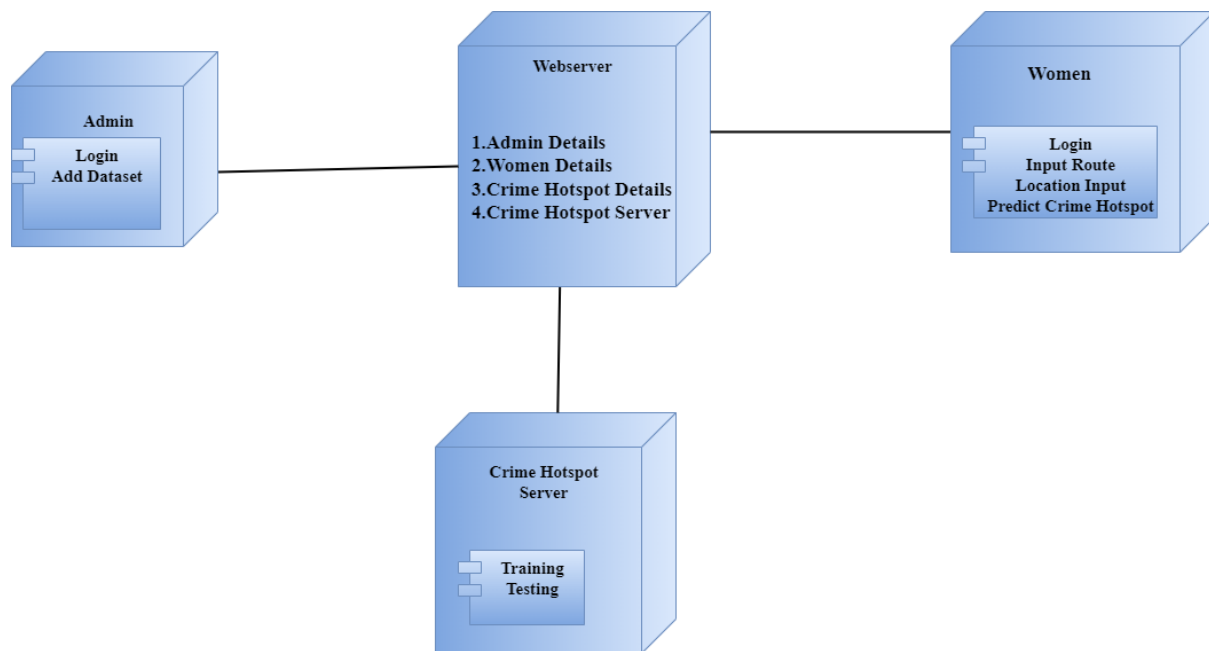 Admin
Login
Add Dataset
Webserver
1.Admin Details
2.Women Details
3.Crime Hotspot Details
4.Crime Hotspot Server
Women
Login
Input Route
Location Input
Predict Crime Hotspot
Crime Hotspot
Server
Training
Testing